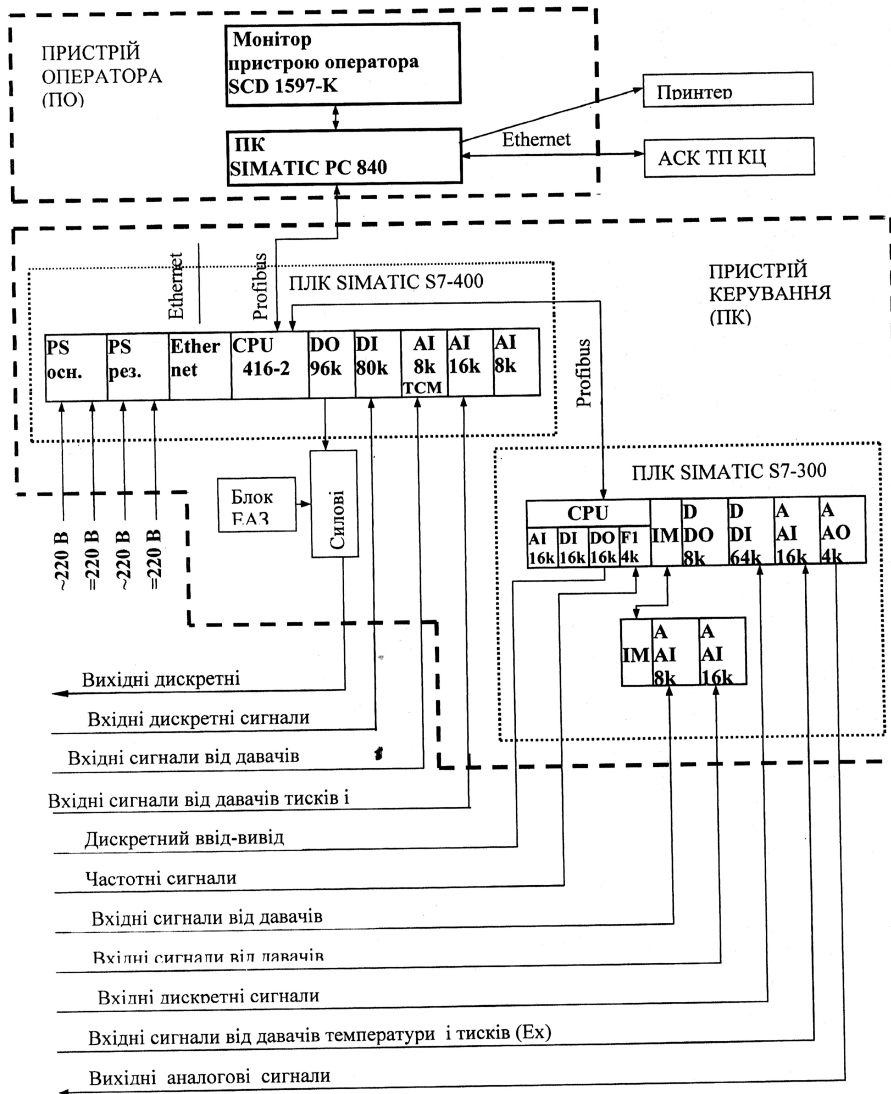 ПРИСТРІЙ
ОПЕРАТОРА
(ПО)
Монітор
пристрою оператора
SCD 1597-K
ПК
SIMATIC PC 840
Ethernet
Принтер
АСК ТП КЦ
Ethernet
Profibus
ПЛК SIMATIC S7-400
ПРИСТРІЙ
КЕРУВАННЯ
(ПК)
PS
осн.
PS
рез.
Ether
net
CPU
416-2
DO
96k
DI
80k
AI
8k
ТСМ
AI
16k
AI
8k
Profibus
~220 В
=220 В
~220 В
=220 В
Блок
ЕАЗ
Силові
ПЛК SIMATIC S7-300
CPU
AI
16k
DI
16k
DO
16k
F1
4k
IM
D
DO
8k
D
DI
64k
A
AI
16k
A
AO
4k
IM
A
AI
8k
A
AI
16k
Вихідні дискретні
Вхідні дискретні сигнали
Вхідні сигнали від давачів
Вхідні сигнали від давачів тисків і
Дискретний ввід-вивід
Частотні сигнали
Вхідні сигнали від давачів
Вхідні сигнали від давачів
Вхідні дискретні сигнали
Вхідні сигнали від давачів температури і тисків (Ex)
Вихідні аналогові сигнали